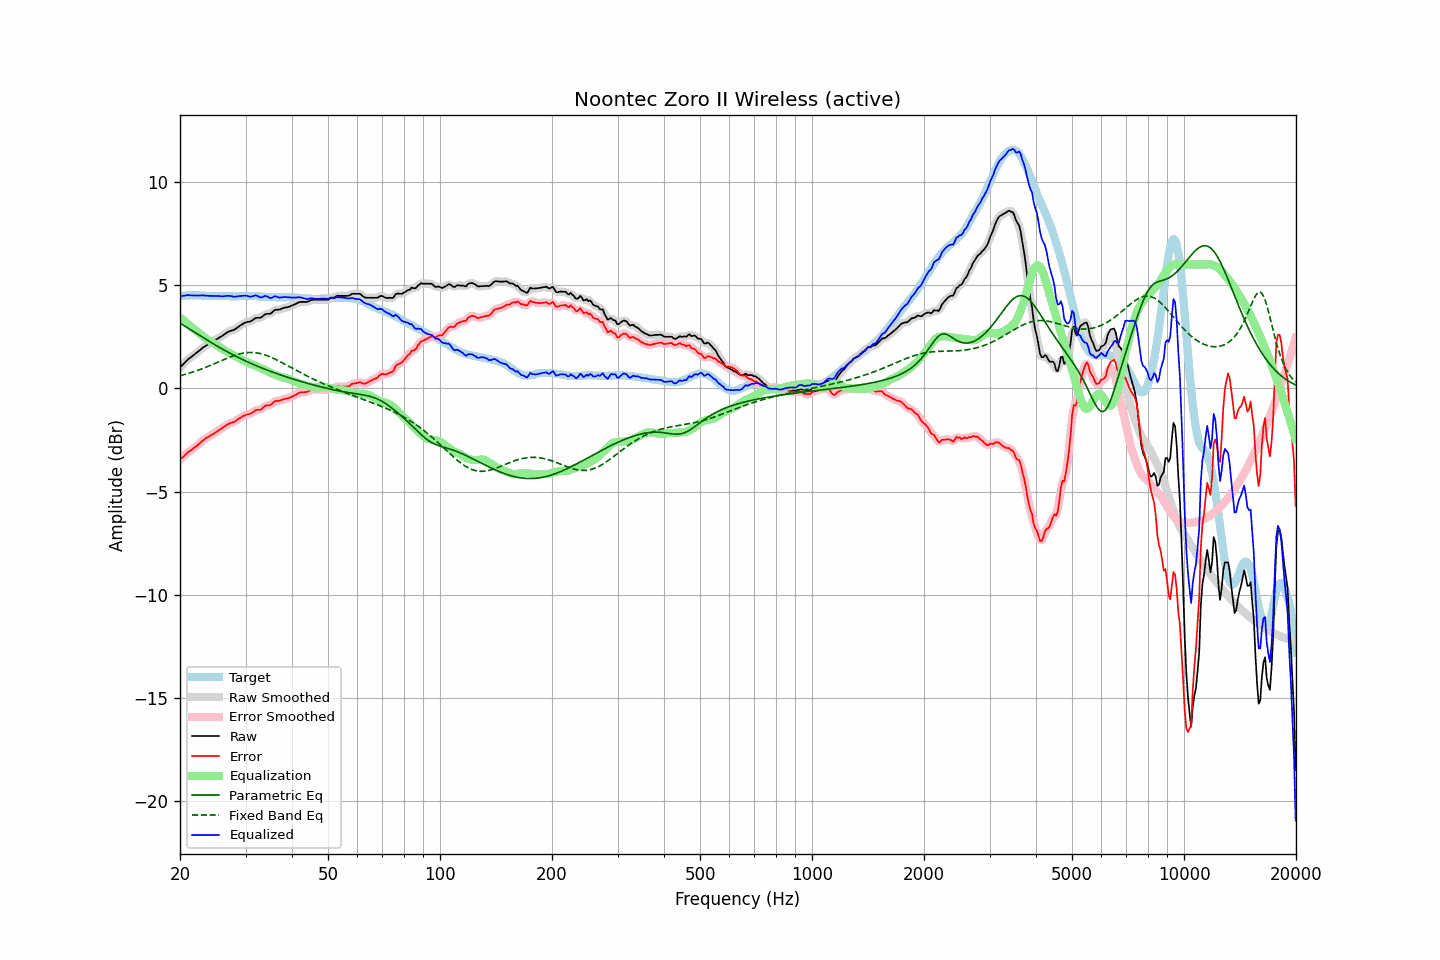 Noontec Zoro II Wireless (active)
Amplitude (dBr)
10
5
0
−5
−10
−15
−20
Target
Raw Smoothed
Error Smoothed
Raw
Error
Equalization
Parametric Eq
Fixed Band Eq
Equalized
20 50 100 200 500 1000 2000 5000 10000 20000
Frequency (Hz)